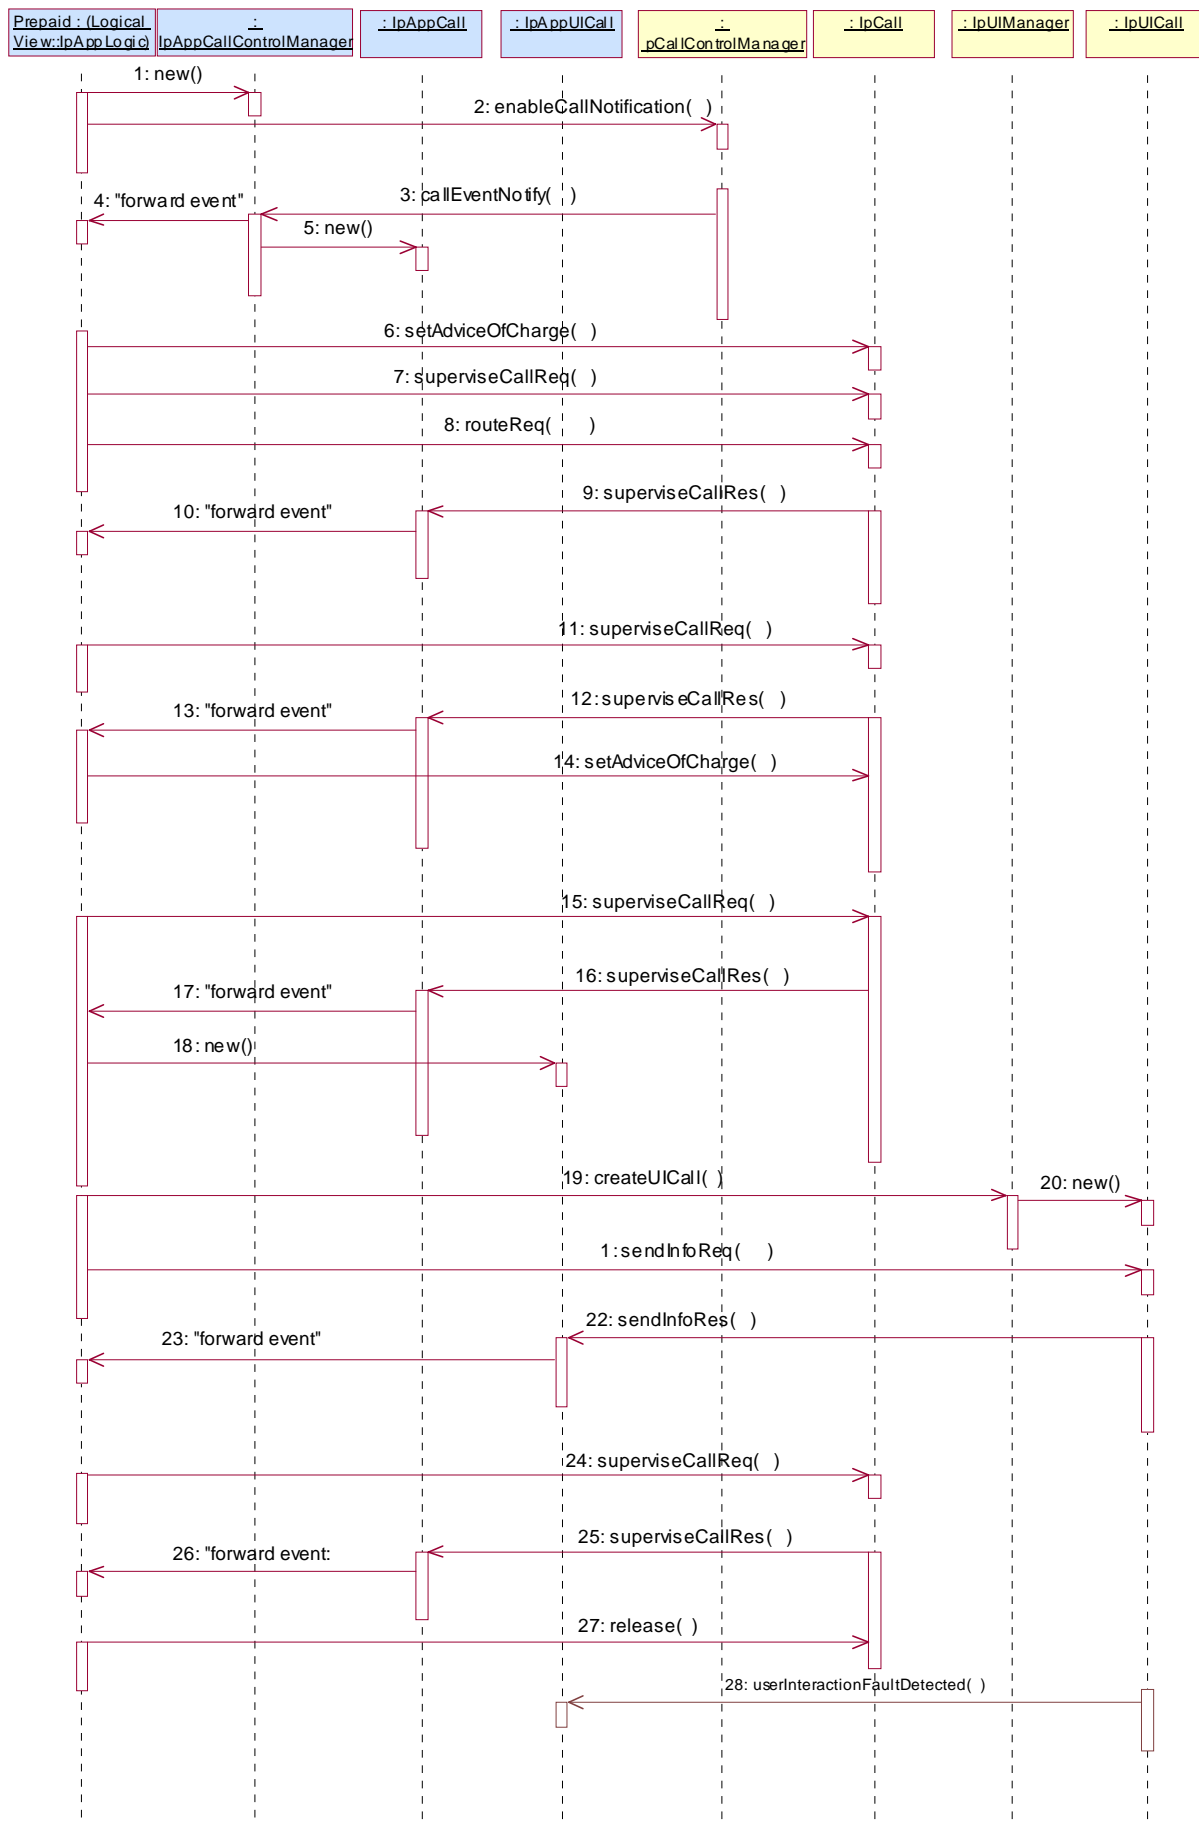 Prepaid : (Logical
View::IpAppLogic)
:
IpAppCallControlManager
: IpAppCall
: IpAppUICall
:
pCallControlManager
: IpCall
: IpUIManager
: IpUICall
1: new()
2: enableCallNotification( )
3: callEventNotify( )
4: "forward event"
5: new()
6: setAdviceOfCharge( )
7: superviseCallReq( )
8: routeReq( )
9: superviseCallRes( )
10: "forward event"
11: superviseCallReq( )
12: superviseCallRes( )
13: "forward event"
14: setAdviceOfCharge( )
15: superviseCallReq( )
16: superviseCallRes( )
17: "forward event"
18: new()
19: createUICall( )
20: new()
1: sendInfoReq( )
22: sendInfoRes( )
23: "forward event"
24: superviseCallReq( )
25: superviseCallRes( )
26: "forward event:
27: release( )
28: userInteractionFaultDetected( )